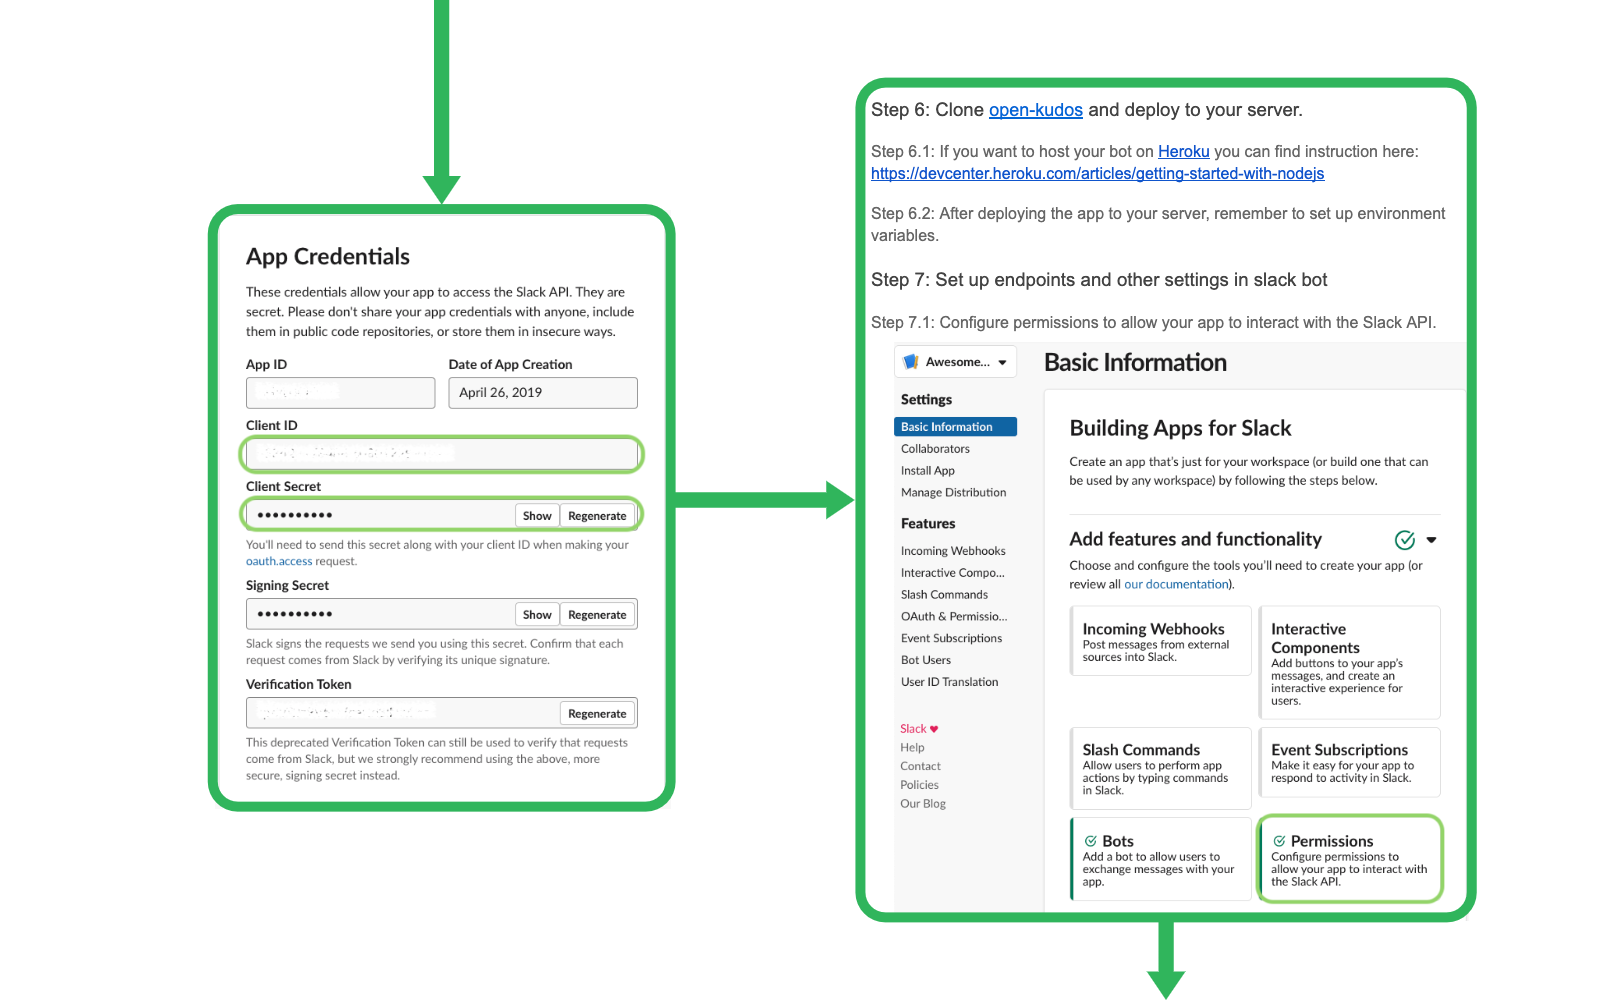 App Credentials
These credentials allow your app to access the Slack API. They are
secret. Please don't share your app credentials with anyone, include
them in public code repositories, or store them in insecure ways.
App ID
Date of App Creation
April 26, 2019
Client ID
Client Secret
••••••••••
Show
Regenerate
You'll need to send this secret along with your client ID when making your
oauth.access request.
Signing Secret
••••••••••
Show
Regenerate
Slack signs the requests we send you using this secret. Confirm that each
request comes from Slack by verifying its unique signature.
Verification Token
Regenerate
This deprecated Verification Token can still be used to verify that requests
come from Slack, but we strongly recommend using the above, more
secure, signing secret instead.
Step 6: Clone open-kudos and deploy to your server.
Step 6.1: If you want to host your bot on Heroku you can find instruction here:
https://devcenter.heroku.com/articles/getting-started-with-nodejs
Step 6.2: After deploying the app to your server, remember to set up environment
variables.
Step 7: Set up endpoints and other settings in slack bot
Step 7.1: Configure permissions to allow your app to interact with the Slack API.
Awesome...
Settings
Basic Information
Collaborators
Install App
Manage Distribution
Features
Incoming Webhooks
Interactive Compo...
Slash Commands
OAuth & Permissio...
Event Subscriptions
Bot Users
User ID Translation
Slack ♥
Help
Contact
Policies
Our Blog
Basic Information
Building Apps for Slack
Create an app that's just for your workspace (or build one that can
be used by any workspace) by following the steps below.
Add features and functionality
Choose and configure the tools you'll need to create your app (or
review all our documentation).
Incoming Webhooks
Post messages from external
sources into Slack.
Interactive
Components
Add buttons to your app's
messages, and create an
interactive experience for
users.
Slash Commands
Allow users to perform app
actions by typing commands
in Slack.
Event Subscriptions
Make it easy for your app to
respond to activity in Slack.
Bots
Add a bot to allow users to
exchange messages with your
app.
Permissions
Configure permissions to
allow your app to interact with
the Slack API.